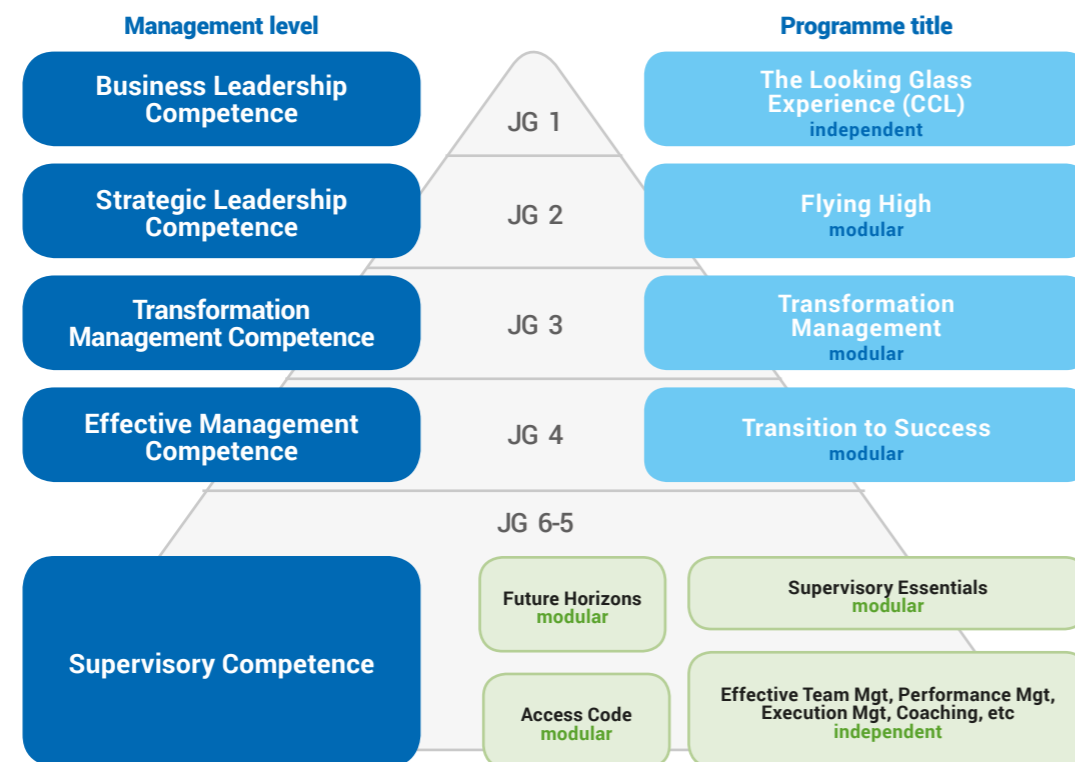 Management level
Programme title
Business Leadership
Competence
JG 1
The Looking Glass
Experience (CCL)
independent
Strategic Leadership
Competence
JG 2
Flying High
modular
Transformation
Management Competence
JG 3
Transformation
Management
modular
Effective Management
Competence
JG 4
Transition to Success
modular
JG 6-5
Supervisory Competence
Future Horizons
modular
Supervisory Essentials
modular
Access Code
modular
Effective Team Mgt, Performance Mgt,
Execution Mgt, Coaching, etc
independent